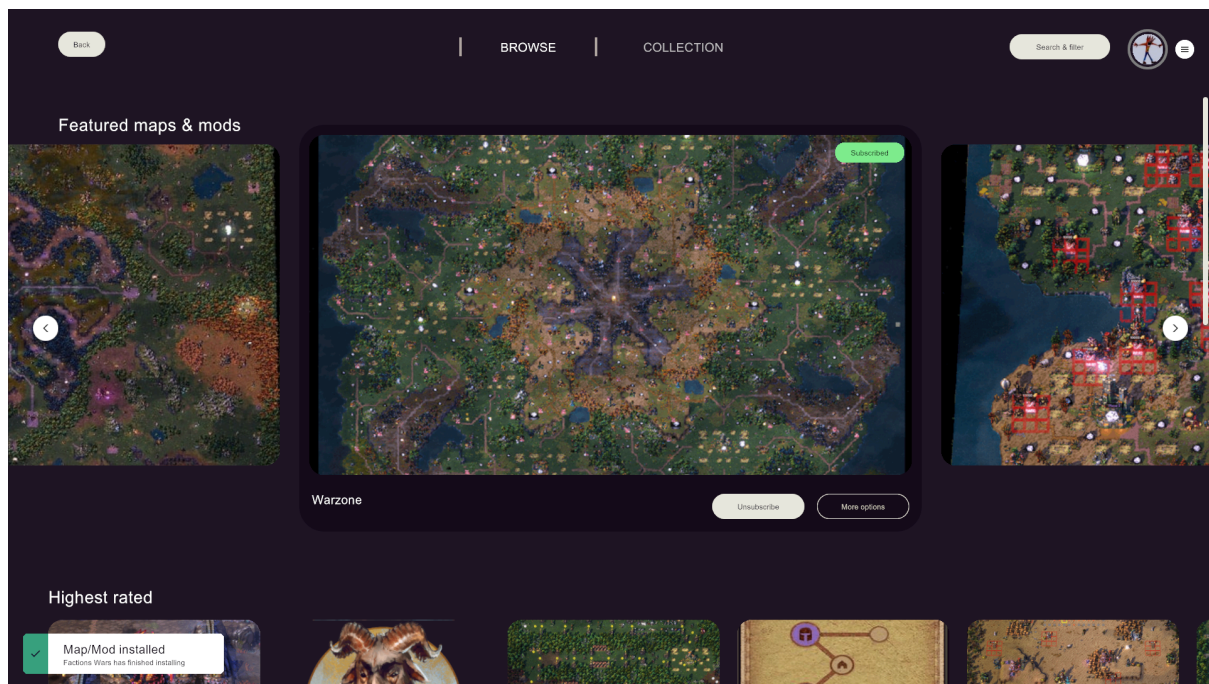 Back
BROWSE
COLLECTION
Search & filter
Featured maps & mods
Subscribed
Warzone
Unsubscribe
More options
Highest rated
Map/Mod installed
Factions Wars has finished installing